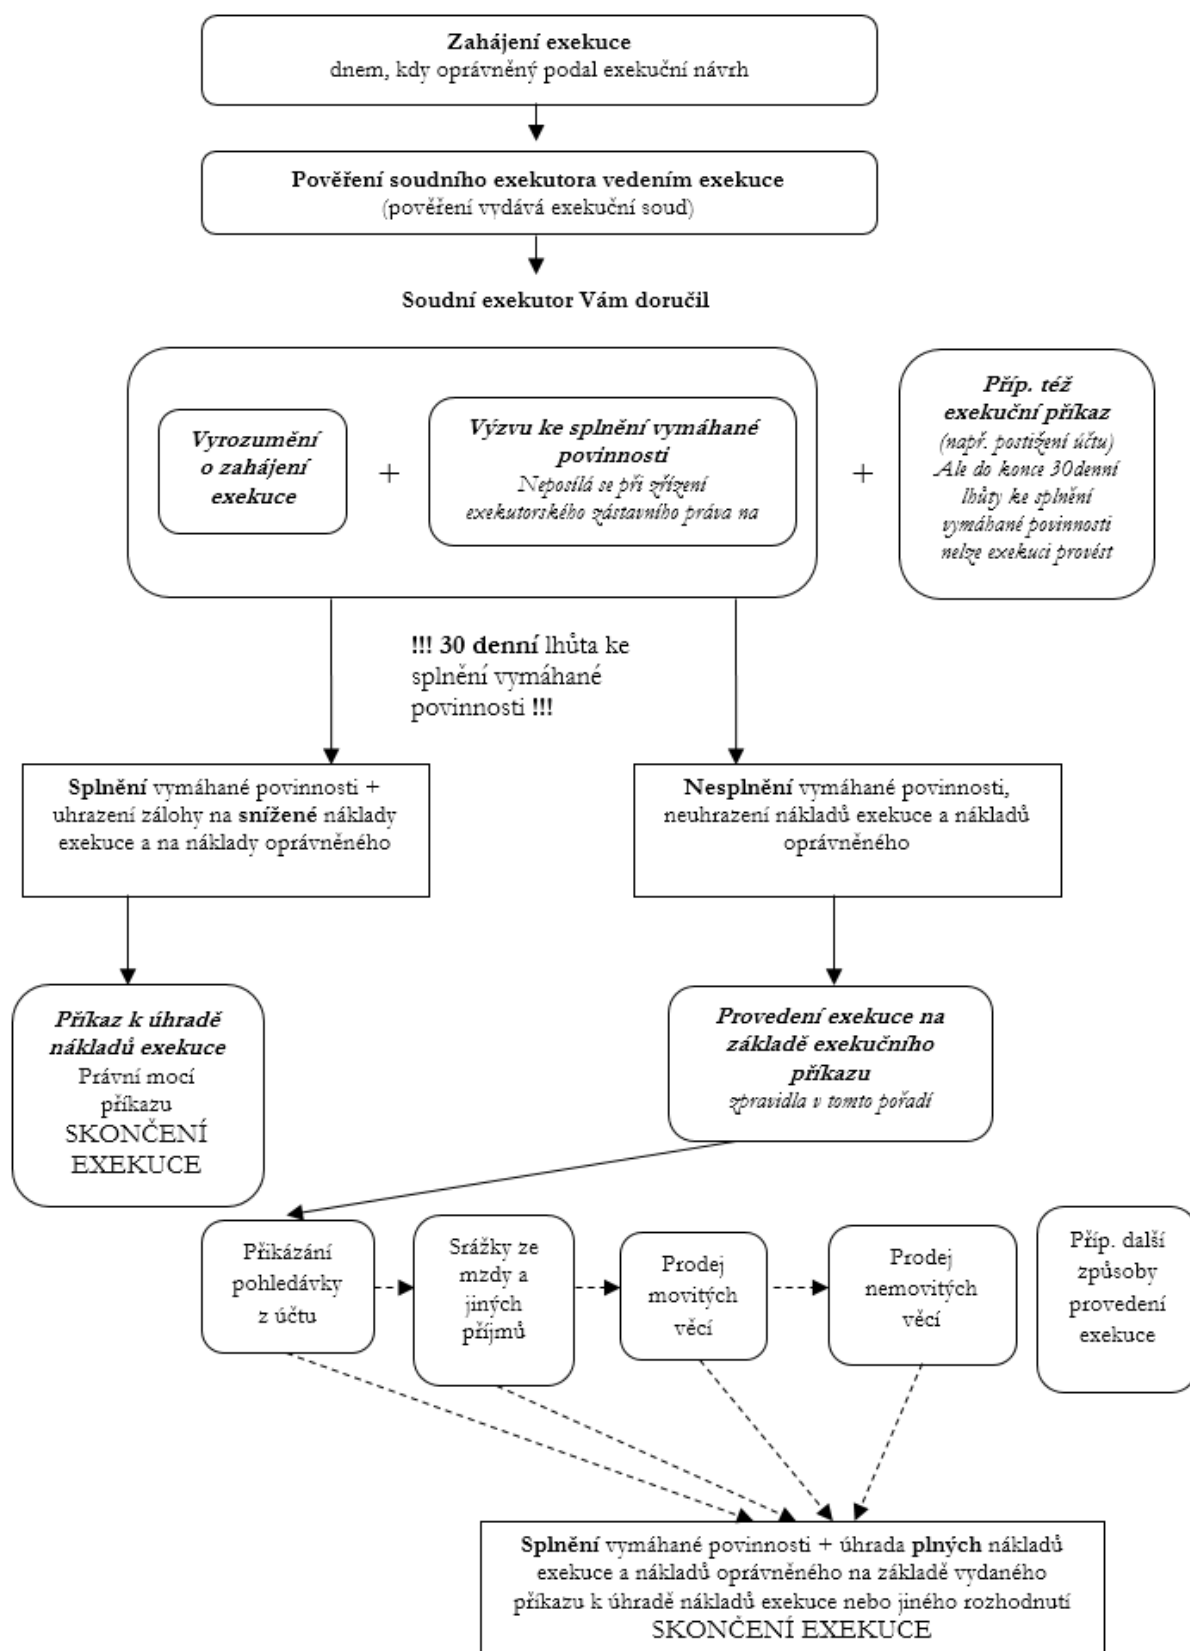 Zahájení exekuce
dnem, kdy oprávněný podal exekuční návrh
Pověření soudního exekutora vedením exekuce
(pověření vydává exekuční soud)
Soudní exekutor Vám doručil
Vyrozumění
o zahájení
exekuce
+
Výzvu ke splnění vymáhané
povinnosti
Neposílá se při zřízení
exekutorského zástavního práva na
+
Příp. též
exekuční příkaz
(např. postižení účtu)
Ale do konce 30denní
lhůty ke splnění
vymáhané povinnosti
nelze exekuci provést
!!! 30 denní lhůta ke
splnění vymáhané
povinnosti !!!
Splnění vymáhané povinnosti +
uhrazení zálohy na snížené náklady
exekuce a na náklady oprávněného
Nesplnění vymáhané povinnosti,
neuhrazení nákladů exekuce a nákladů
oprávněného
Příkaz k úhradě
nákladů exekuce
Právní mocí
příkazu
SKONČENÍ
EXEKUCE
Provedení exekuce na
základě exekučního
příkazu
zpravidla v tomto pořadí
Přikázání
pohledávky
z účtu
Srážky ze
mzdy a
jiných
příjmů
Prodej
movitých
věcí
Prodej
nemovitých
věcí
Příp. další
způsoby
provedení
exekuce
Splnění vymáhané povinnosti + úhrada plných nákladů
exekuce a nákladů oprávněného na základě vydaného
příkazu k úhradě nákladů exekuce nebo jiného rozhodnutí
SKONČENÍ EXEKUCE